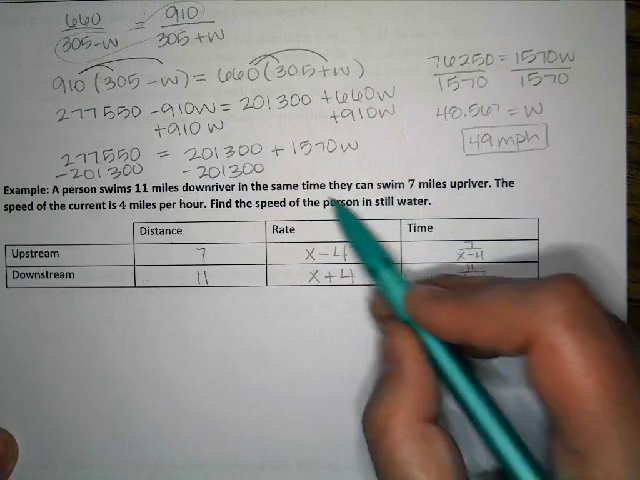 660 / 305-w = 910 / 305+w
910(305-w) = 660(305+w)
277550 - 910w = 201300 + 660w
+910w +910w
277550 = 201300 + 1570w
-201300 -201300
76250 = 1570w
1570 1570
48.567 = w
49mph
Example: A person swims 11 miles downriver in the same time they can swim 7 miles upriver. The
speed of the current is 4 miles per hour. Find the speed of the person in still water.
Distance Rate Time
Upstream 7 x-4 7 / x-4
Downstream 11 x+4 11